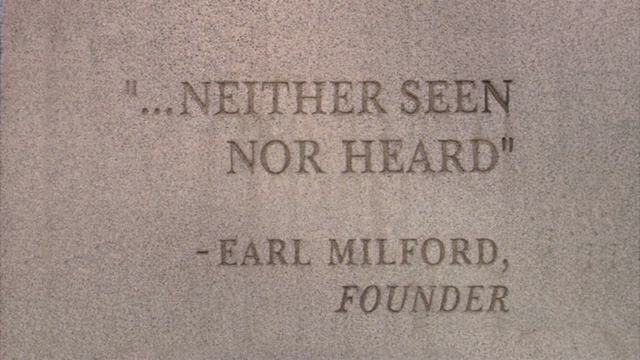 "...NEITHER SEEN
NOR HEARD"
-EARL MILFORD,
FOUNDER